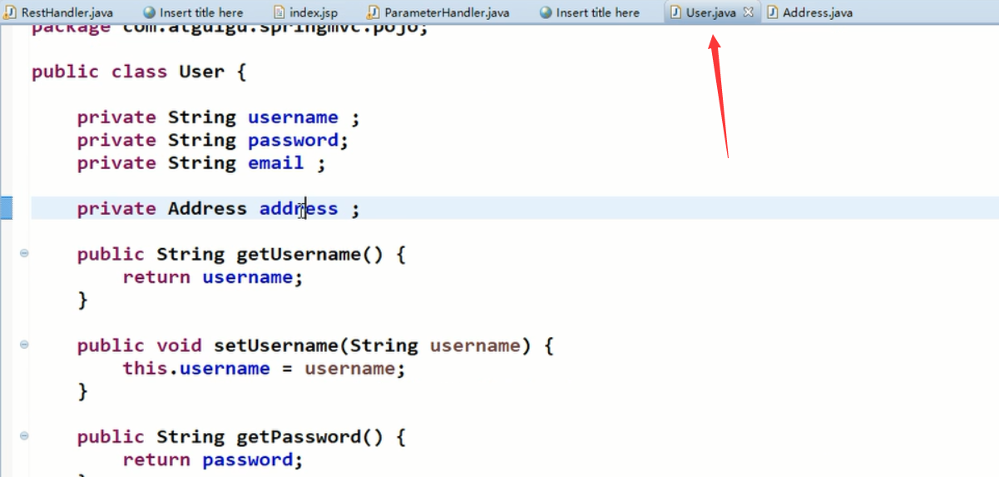 RestHandler.java Insert title here index.jsp ParameterHandler.java Insert title here User.java Address.java
package com.atguigu.springmvc.pojo;
public class User {
private String username ;
private String password;
private String email ;
private Address address ;
public String getUsername() {
return username;
}
public void setUsername(String username) {
this.username = username;
}
public String getPassword() {
return password;